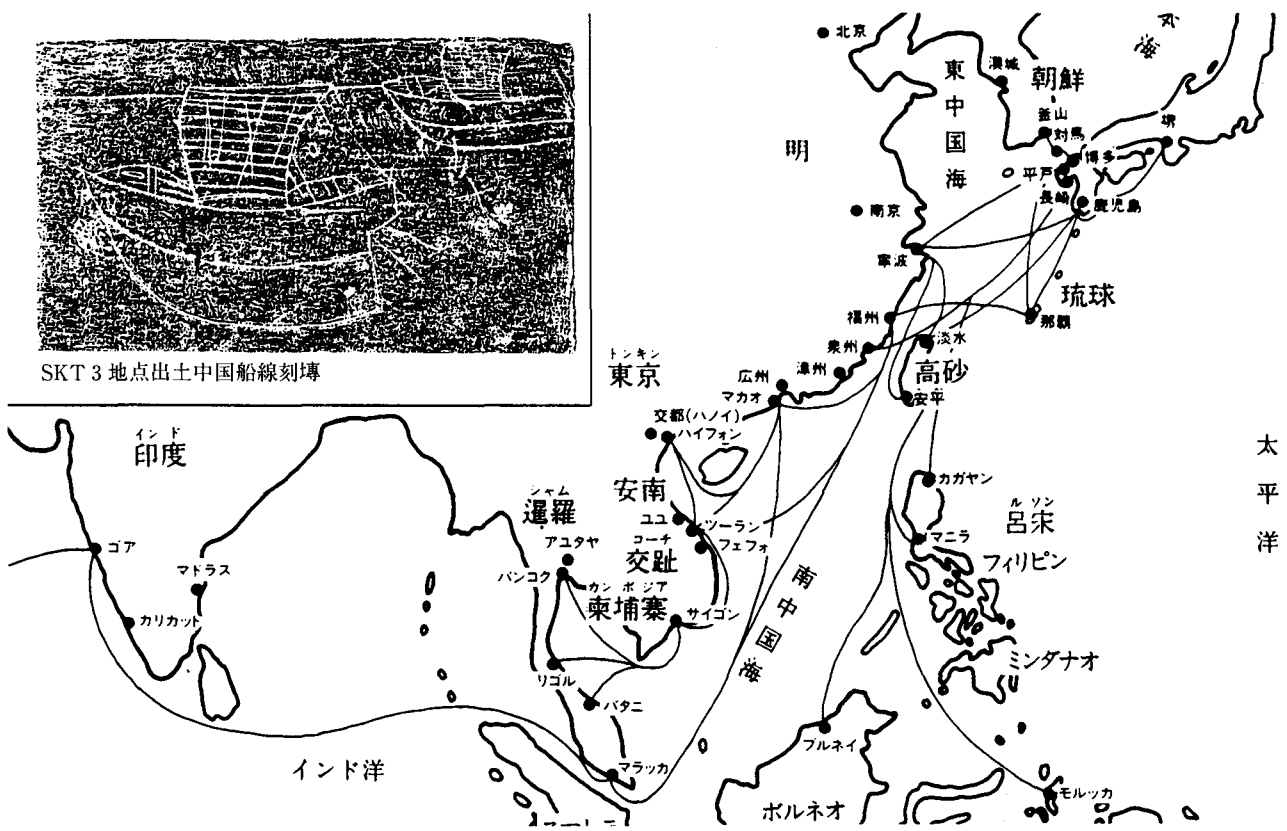 SKT 3 地点出土中国船線刻塼
北京
漢城
東中国海
朝鮮
釜山
対馬
堺
博多
平戸
長崎
鹿児島
明
南京
寧波
琉球
那覇
福州
泉州
漳州
淡水
高砂
安平
広州
マカオ
トンキン
東京
交都(ハノイ)
ハイフォン
インド
印度
安南
シャム
暹羅
アユタヤ
バンコク
ユエ
ツーラン
コーチ
フェフォ
交趾
カンボジア
柬埔寨
サイゴン
カガヤン
ルソン
呂宋
マニラ
フィリピン
太平洋
ゴア
マドラス
カリカット
南中国海
リゴル
パタニ
ミンダナオ
ブルネイ
インド洋
マラッカ
ボルネオ
モルッカ